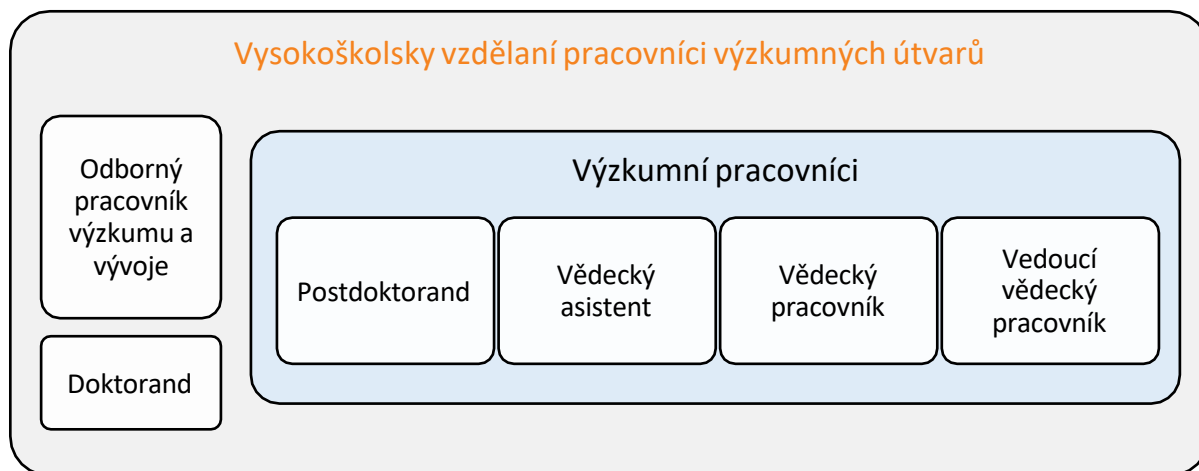 Vysokoškolsky vzdělaní pracovníci výzkumných útvarů
Odborný
pracovník
výzkumu a
vývoje
Doktorand
Výzkumní pracovníci
Postdoktorand
Vědecký
asistent
Vědecký
pracovník
Vedoucí
vědecký
pracovník